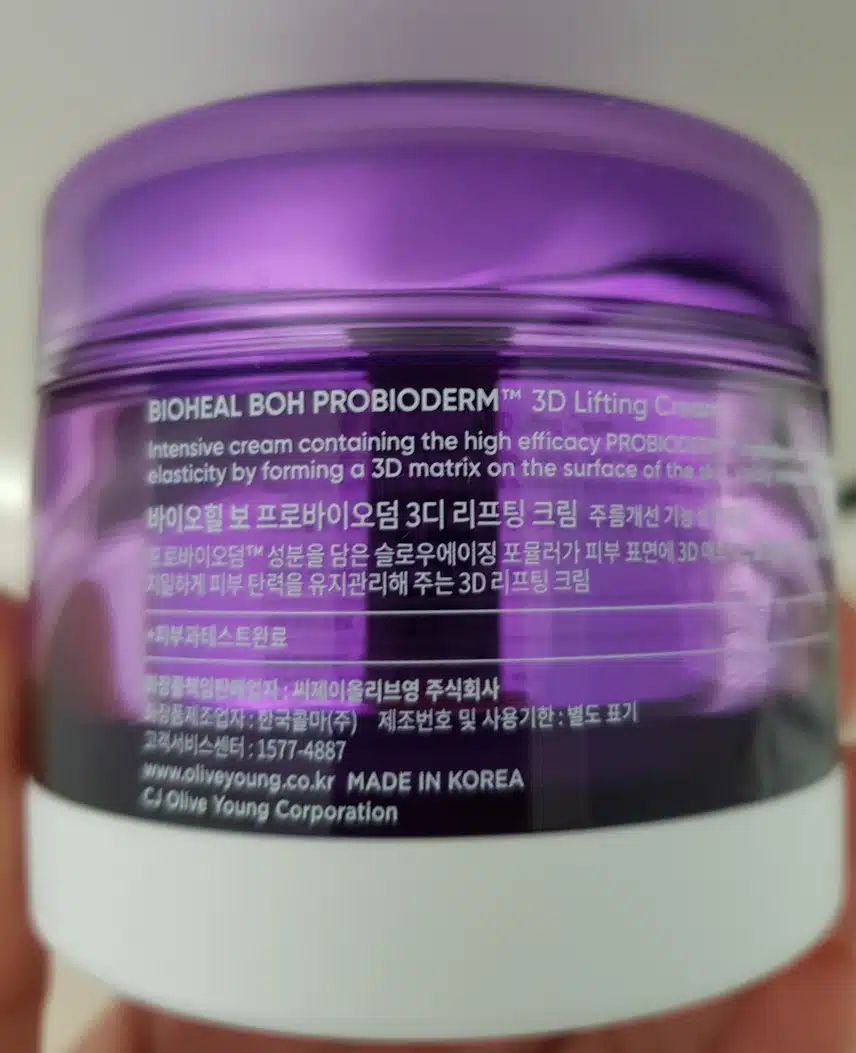 BIOHEAL BOH PROBIODERM™ 3D Lifting Cream
Intensive cream containing the high efficacy PROBIODERM
elasticity by forming a 3D matrix on the surface of the
바이오힐 보 프로바이오덤 3디 리프팅 크림 주름개선
프로바이오덤™ 성분을 담은 슬로우에이징 포뮬러가 피부 표면에 3D
치밀하게 피부 탄력을 유지관리해 주는 3D 리프팅 크림
•피부과테스트완료
화장품책임판매업자 : 씨제이올리브영 주식회사
화장품제조업자 : 한국콜마(주) 제조번호 및 사용기한 : 별도 표기
고객서비스센터 : 1577-4887
www.oliveyoung.co.kr MADE IN KOREA
CJ Olive Young Corporation